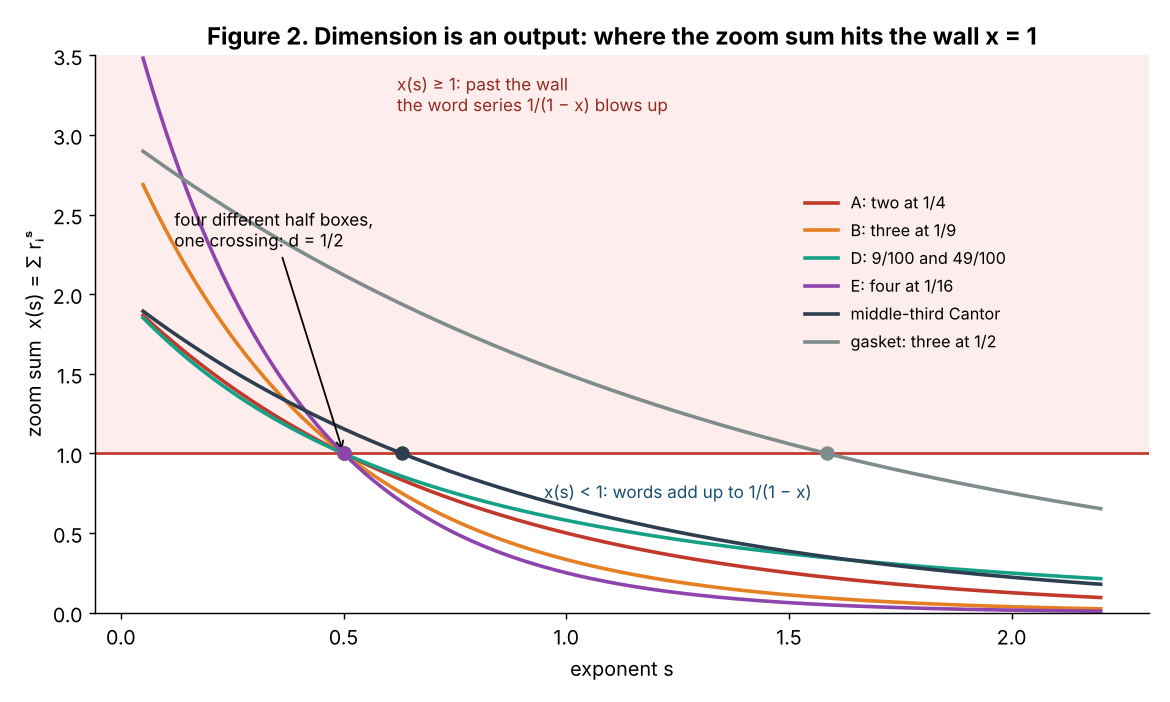 Figure 2. Dimension is an output: where the zoom sum hits the wall x = 1
3.5
3.0
2.5
2.0
1.5
1.0
0.5
0.0
zoom sum x(s) = Σ rᵢˢ
x(s) ≥ 1: past the wall
the word series 1/(1 − x) blows up
four different half boxes,
one crossing: d = 1/2
A: two at 1/4
B: three at 1/9
D: 9/100 and 49/100
E: four at 1/16
middle-third Cantor
gasket: three at 1/2
x(s) < 1: words add up to 1/(1 − x)
0.0 0.5 1.0 1.5 2.0
exponent s